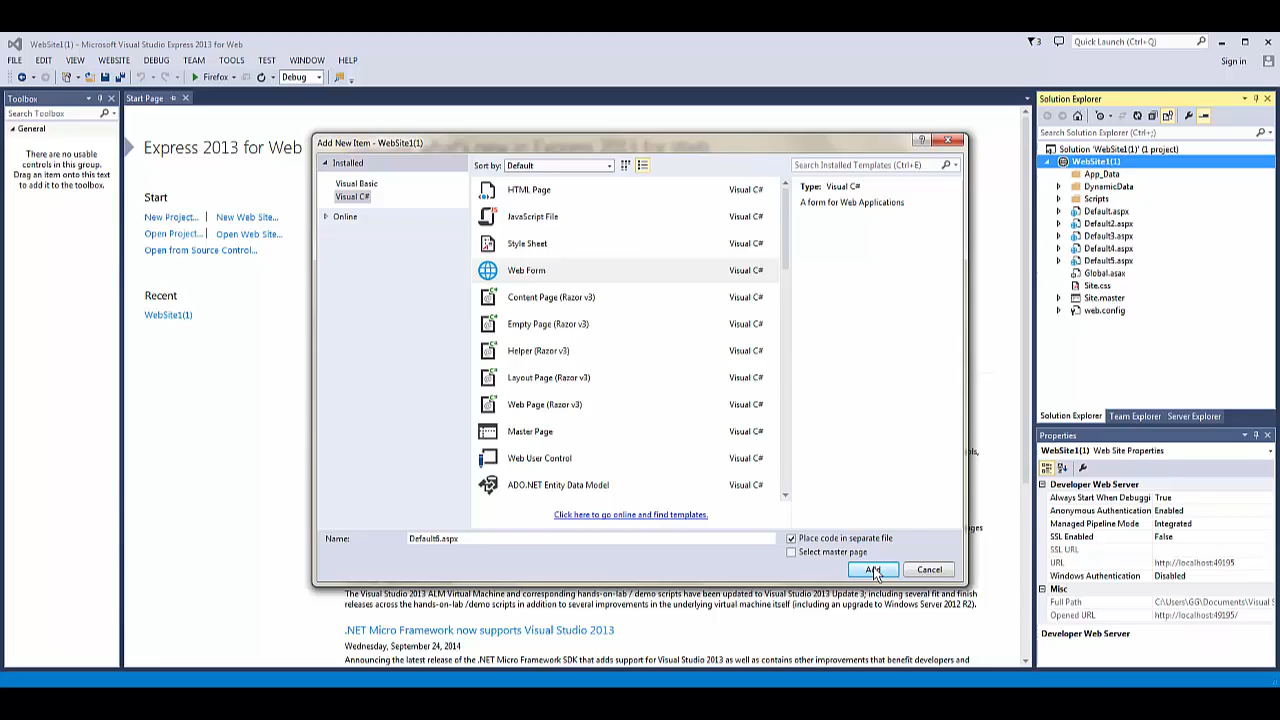 WebSite1(1) - Microsoft Visual Studio Express 2013 for Web
3
Quick Launch (Ctrl+Q)
FILE EDIT VIEW WEBSITE DEBUG TEAM TOOLS TEST WINDOW HELP
Sign in
Firefox Debug
Toolbox
Search Toolbox
General
There are no usable
controls in this group.
Drag an item onto this
text to add it to the
toolbox.
Start Page
Express 2013 for Web
Start
New Project... New Web Site...
Open Project... Open Web Site...
Open from Source Control...
Recent
WebSite1(1)
Add New Item - WebSite1(1)
Installed
Visual Basic
Visual C#
Online
Sort by: Default
Search Installed Templates (Ctrl+E)
HTML Page Visual C#
JavaScript File Visual C#
Style Sheet Visual C#
Web Form Visual C#
Content Page (Razor v3) Visual C#
Empty Page (Razor v3) Visual C#
Helper (Razor v3) Visual C#
Layout Page (Razor v3) Visual C#
Web Page (Razor v3) Visual C#
Master Page Visual C#
Web User Control Visual C#
ADO.NET Entity Data Model Visual C#
Click here to go online and find templates.
Type: Visual C#
A form for Web Applications
Name: Default6.aspx
Place code in separate file
Select master page
Add Cancel
The Visual Studio 2013 ALM Virtual Machine and corresponding hands-on-lab / demo scripts have been updated to Visual Studio 2013 Update 3; including several fit and finish
releases across the hands-on-lab /demo scripts in addition to several improvements in the underlying virtual machine itself (including an upgrade to Windows Server 2012 R2).
.NET Micro Framework now supports Visual Studio 2013
Wednesday, September 24, 2014
Announcing the latest release of the .NET Micro Framework SDK that adds support for Visual Studio 2013 as well as contains other improvements that benefit developers and
Solution Explorer
Search Solution Explorer (Ctrl+;)
Solution 'WebSite1(1)' (1 project)
WebSite1(1)
App_Data
DynamicData
Scripts
Default.aspx
Default2.aspx
Default3.aspx
Default4.aspx
Default5.aspx
Global.asax
Site.css
Site.master
web.config
Solution Explorer Team Explorer Server Explorer
Properties
WebSite1(1) Web Site Properties
Developer Web Server
Always Start When Debuggi True
Anonymous Authentication Enabled
Managed Pipeline Mode Integrated
SSL Enabled False
SSL URL
URL http://localhost:49195
Windows Authentication Disabled
Misc
Full Path C:\Users\GG\Documents\Visual S
Opened URL http://localhost:49195/
Developer Web Server